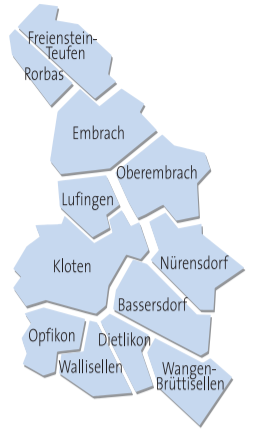 Freienstein-
Teufen
Rorbas
Embrach
Oberembrach
Lufingen
Kloten
Nürensdorf
Bassersdorf
Opfikon
Dietlikon
Wallisellen
Wangen-
Brüttisellen